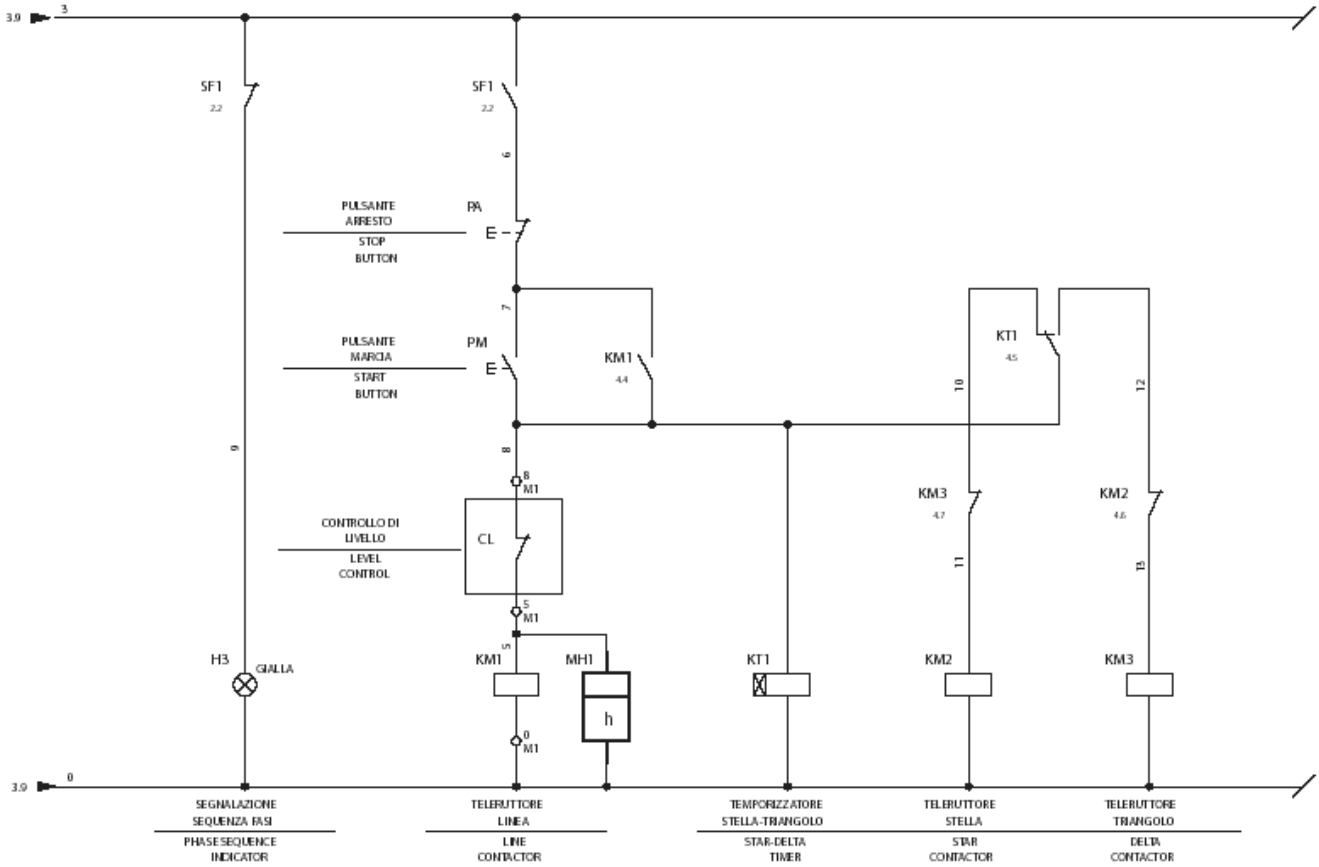 3.9
3
SF1
2.2
SF1
2.2
6
PULSANTE
ARRESTO
STOP
BUTTON
PA
E
7
PULSANTE
MARCIA
START
BUTTON
PM
E
KM1
4.4
KT1
4.5
10
12
9
8
8
M1
CONTROLLO DI
LIVELLO
LEVEL
CONTROL
CL
KM3
4.7
KM2
4.6
11
13
5
M1
5
H3
GIALLA
KM1
MH1
h
KT1
KM2
KM3
0
M1
3.9
0
SEGNALAZIONE
SEQUENZA FASI
PHASE SEQUENCE
INDICATOR
TELERUTTORE
LINEA
LINE
CONTACTOR
TEMPORIZZATORE
STELLA-TRIANGOLO
STAR-DELTA
TIMER
TELERUTTORE
STELLA
STAR
CONTACTOR
TELERUTTORE
TRIANGOLO
DELTA
CONTACTOR